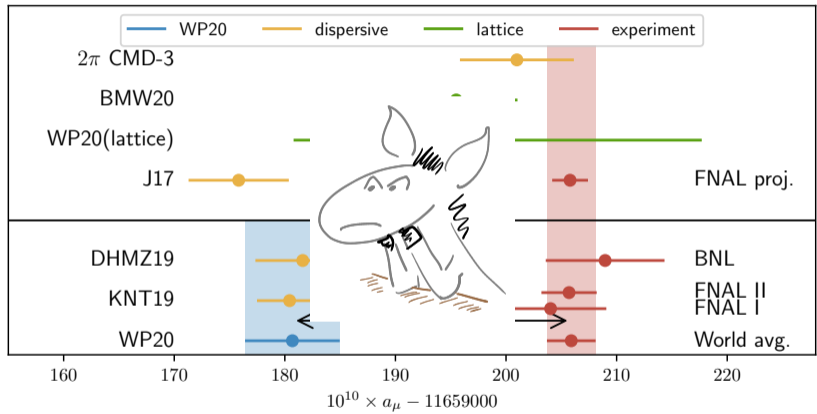 WP20 dispersive lattice experiment
2π CMD-3
BMW20
WP20(lattice)
J17 FNAL proj.
DHMZ19 BNL
KNT19 FNAL II
FNAL I
WP20 World avg.
160 170 180 190 200 210 220
10¹⁰ × aμ − 11659000